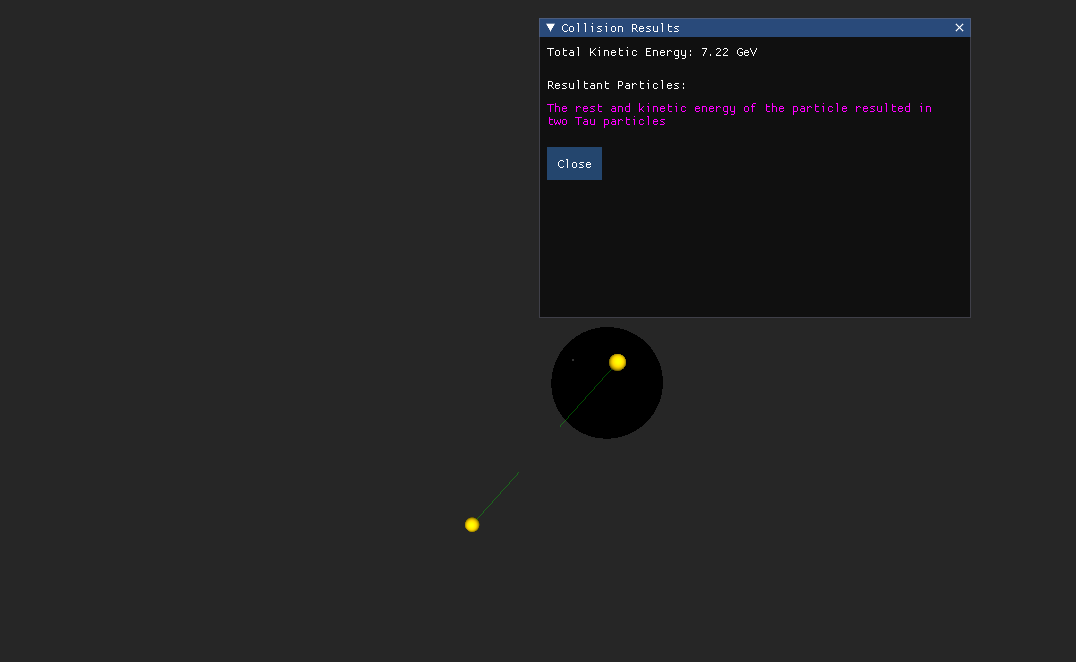 Collision Results
Total Kinetic Energy: 7.22 GeV
Resultant Particles:
The rest and kinetic energy of the particle resulted in
two Tau particles
Close